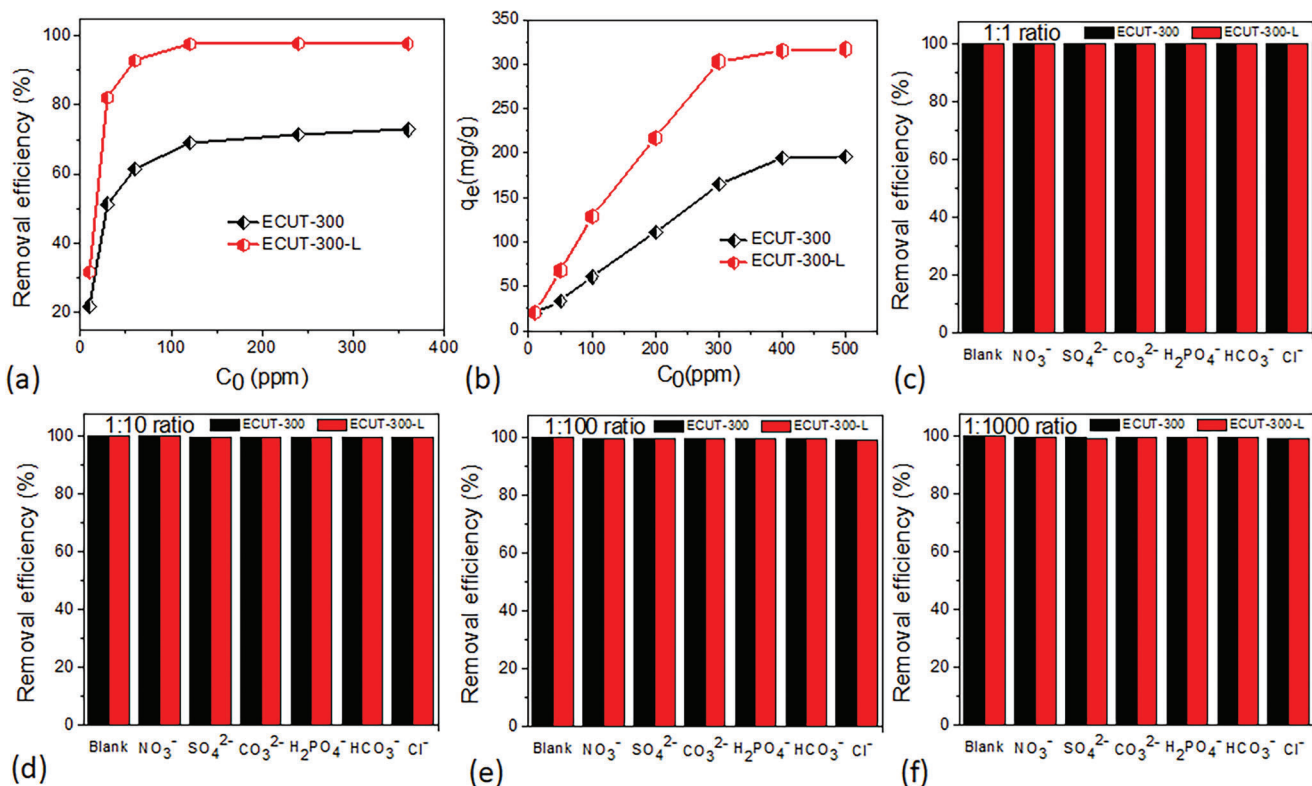 100
80
60
40
20
Removal efficiency (%)
ECUT-300
ECUT-300-L
0 100 200 300 400
C₀ (ppm)
(a)
350
300
250
200
150
100
50
0
qₑ(mg/g)
ECUT-300
ECUT-300-L
0 100 200 300 400 500
C₀(ppm)
(b)
1:1 ratio ECUT-300 ECUT-300-L
100
80
60
40
20
0
Removal efficiency (%)
Blank NO₃⁻ SO₄²⁻ CO₃²⁻ H₂PO₄⁻ HCO₃⁻ Cl⁻
(c)
1:10 ratio ECUT-300 ECUT-300-L
100
80
60
40
20
0
Removal efficiency (%)
Blank NO₃⁻ SO₄²⁻ CO₃²⁻ H₂PO₄⁻ HCO₃⁻ Cl⁻
(d)
1:100 ratio ECUT-300 ECUT-300-L
100
80
60
40
20
0
Removal efficiency (%)
Blank NO₃⁻ SO₄²⁻ CO₃²⁻ H₂PO₄⁻ HCO₃⁻ Cl⁻
(e)
1:1000 ratio ECUT-300 ECUT-300-L
100
80
60
40
20
0
Removal efficiency (%)
Blank NO₃⁻ SO₄²⁻ CO₃²⁻ H₂PO₄⁻ HCO₃⁻ Cl⁻
(f)